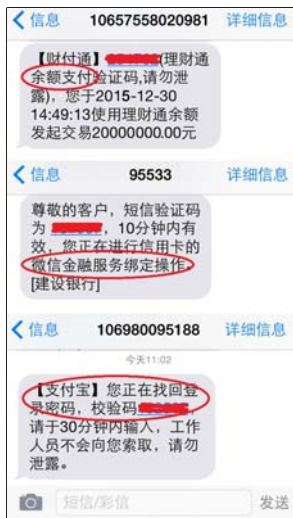 信息 10657558020981 详细信息
【财付通】(理财通
余额支付验证码,请勿泄
露)，您于2015-12-30
14:49:13使用理财通余额
发起交易20000000.00元
信息 95533 详细信息
尊敬的客户，短信验证码
为，10分钟内有
效，您正在进行信用卡的
微信金融服务绑定操作。
[建设银行]
信息 106980095188 详细信息
今天11:02
【支付宝】您正在找回登
录密码，校验码
请于30分钟内输入，工作
人员不会向您索取，请勿
泄露。
短信/彩信 发送